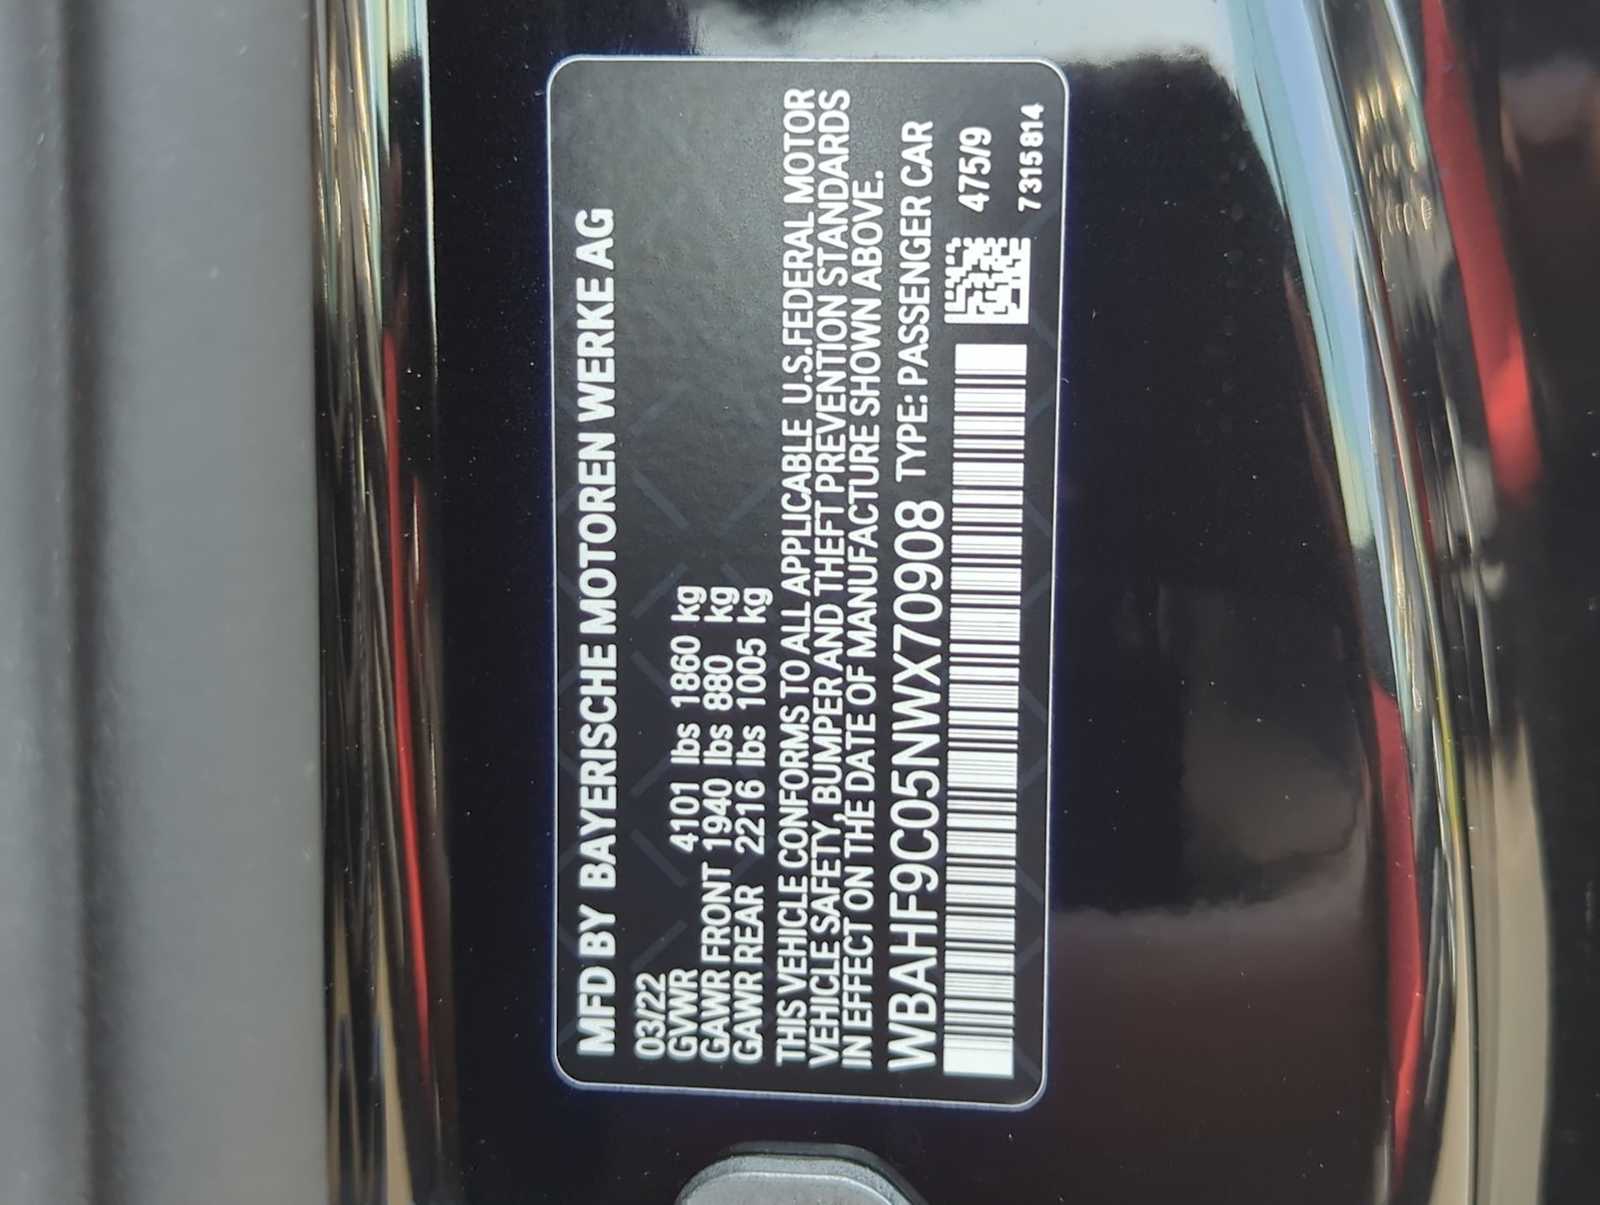 MFD BY BAYERISCHE MOTOREN WERKE AG
03/22
GVWR 4101 lbs 1860 kg
GAWR FRONT 1940 lbs 880 kg
GAWR REAR 2216 lbs 1005 kg
THIS VEHICLE CONFORMS TO ALL APPLICABLE U.S.FEDERAL MOTOR
VEHICLE SAFETY, BUMPER AND THEFT PREVENTION STANDARDS
IN EFFECT ON THE DATE OF MANUFACTURE SHOWN ABOVE.
WBAHF9C05NWX70908 TYPE: PASSENGER CAR
475/9
7 315 814